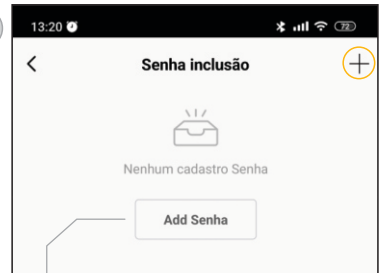 13:20
72
Senha inclusão
Nenhum cadastro Senha
Add Senha